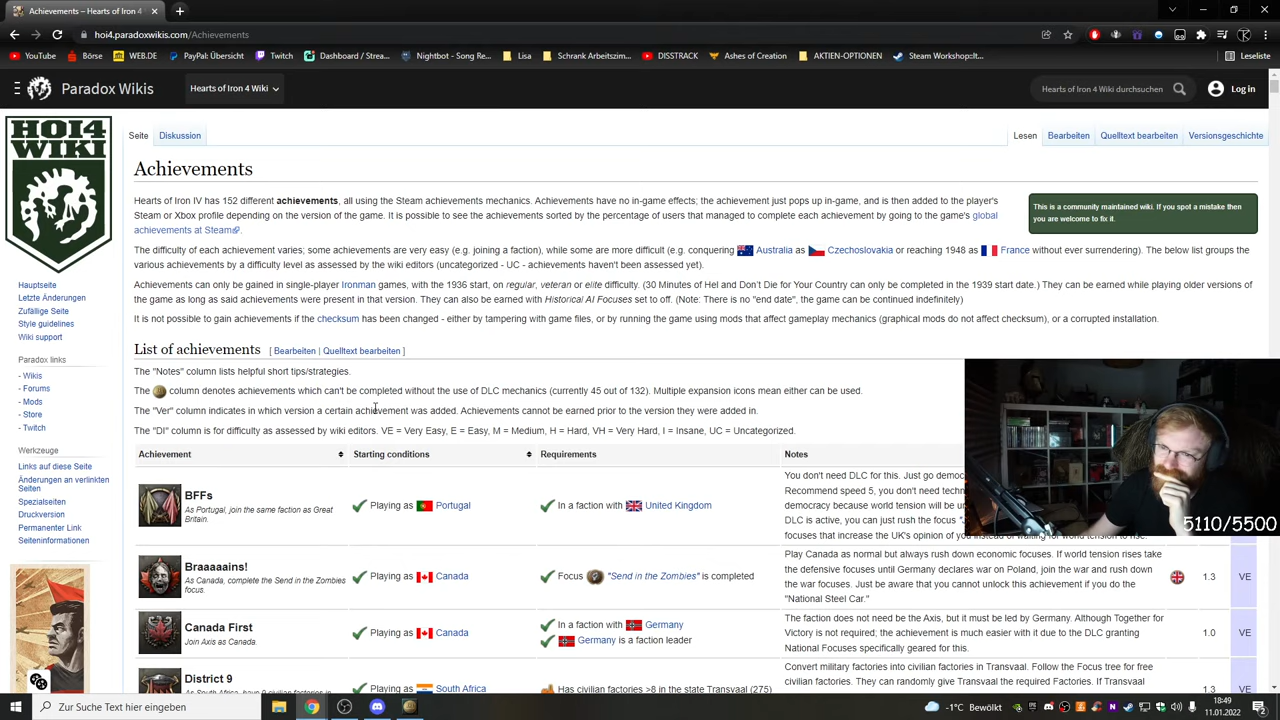 Achievements - Hearts of Iron 4 Wi
hoi4.paradoxwikis.com/Achievements
YouTube Börse WEB.DE PayPal Übersicht Twitch Dashboard / Strea... Nightbot - Song Re... Lisa Schrank Arbeitszim... DISSTRACK Ashes of Creation AKTIEN-OPTIONEN Steam Workshop:It... Leseliste
Paradox Wikis Hearts of Iron 4 Wiki Hearts of Iron 4 Wiki durchsuchen Log in
HOI4
WIKI
Seite Diskussion Lesen Bearbeiten Quelltext bearbeiten Versionsgeschichte
Achievements
Hearts of Iron IV has 152 different achievements, all using the Steam achievements mechanics. Achievements have no in-game effects; the achievement just pops up in-game, and is then added to the player's
Steam or Xbox profile depending on the version of the game. It is possible to see the achievements sorted by the percentage of users that managed to complete each achievement by going to the game's global
achievements at Steam.
This is a community maintained wiki. If you spot a mistake then
you are welcome to fix it.
The difficulty of each achievement varies; some achievements are very easy (e.g. joining a faction), while some are more difficult (e.g. conquering Australia as Czechoslovakia or reaching 1948 as France without ever surrendering). The below list groups the
various achievements by a difficulty level as assessed by the wiki editors (uncategorized - UC - achievements haven't been assessed yet).
Achievements can only be gained in single-player Ironman games, with the 1936 start, on regular, veteran or elite difficulty. (30 Minutes of Hel and Don't Die for Your Country can only be completed in the 1939 start date.) They can be earned while playing older versions of
the game as long as said achievements were present in that version. They can also be earned with Historical AI Focuses set to off. (Note: There is no "end date", the game can be continued indefinitely)
It is not possible to gain achievements if the checksum has been changed - either by tampering with game files, or by running the game using mods that affect gameplay mechanics (graphical mods do not affect checksum), or a corrupted installation.
Hauptseite
Letzte Änderungen
Zufällige Seite
Style guidelines
Wiki support
Paradox links
- Wikis
- Forums
- Mods
- Store
- Twitch
Werkzeuge
Links auf diese Seite
Änderungen an verlinkten
Seiten
Spezialseiten
Druckversion
Permanenter Link
Seiteninformationen
List of achievements [ Bearbeiten | Quelltext bearbeiten ]
The "Notes" column lists helpful short tips/strategies.
The column denotes achievements which can't be completed without the use of DLC mechanics (currently 45 out of 132). Multiple expansion icons mean either can be used.
The "Ver" column indicates in which version a certain achievement was added. Achievements cannot be earned prior to the version they were added in.
The "DI" column is for difficulty as assessed by wiki editors. VE = Very Easy, E = Easy, M = Medium, H = Hard, VH = Very Hard, I = Insane, UC = Uncategorized.
Achievement Starting conditions Requirements Notes
BFFs
As Portugal, join the same faction as Great
Britain.
Playing as Portugal
In a faction with United Kingdom
You don't need DLC for this. Just go democ
Recommend speed 5, you don't need techn
democracy because world tension will be us
DLC is active, you can just rush the focus "J
focuses that increase the UK's opinion of you instead of waiting for world tension to rise.
5110/5500
Braaaaains!
As Canada, complete the Send in the Zombies
focus.
Playing as Canada
Focus "Send in the Zombies" is completed
Play Canada as normal but always rush down economic focuses. If world tension rises take
the defensive focuses until Germany declares war on Poland, join the war and rush down
the war focuses. Just be aware that you cannot unlock this achievement if you do the
"National Steel Car."
1.3 VE
Canada First
Join Axis as Canada.
Playing as Canada
In a faction with Germany
Germany is a faction leader
The faction does not need be the Axis, but it must be led by Germany. Although Together for
Victory is not required; the achievement is much easier with it due to the DLC granting
National Focuses specifically geared for this.
1.0 VE
District 9
As South Africa, have 9 civilian factories in
Playing as South Africa
Has civilian factories >8 in the state Transvaal (275)
Convert military factories into civilian factories in Transvaal. Follow the Focus tree for free
civilian factories. They can randomly give Transvaal the required Factories. If Transvaal
1.3 VE
Zur Suche Text hier eingeben
-1°C Bewölkt
18:49
11.01.2022
2